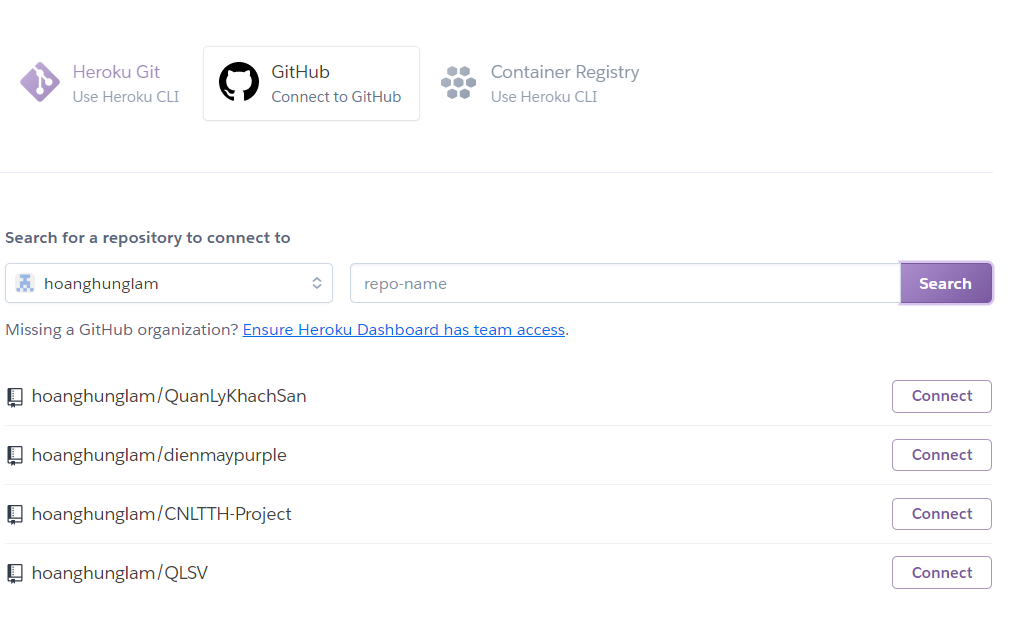 Heroku Git
Use Heroku CLI
GitHub
Connect to GitHub
Container Registry
Use Heroku CLI
Search for a repository to connect to
hoanghunglam
repo-name
Search
Missing a GitHub organization? Ensure Heroku Dashboard has team access.
hoanghunglam/QuanLyKhachSan
Connect
hoanghunglam/dienmaypurple
Connect
hoanghunglam/CNLTTH-Project
Connect
hoanghunglam/QLSV
Connect